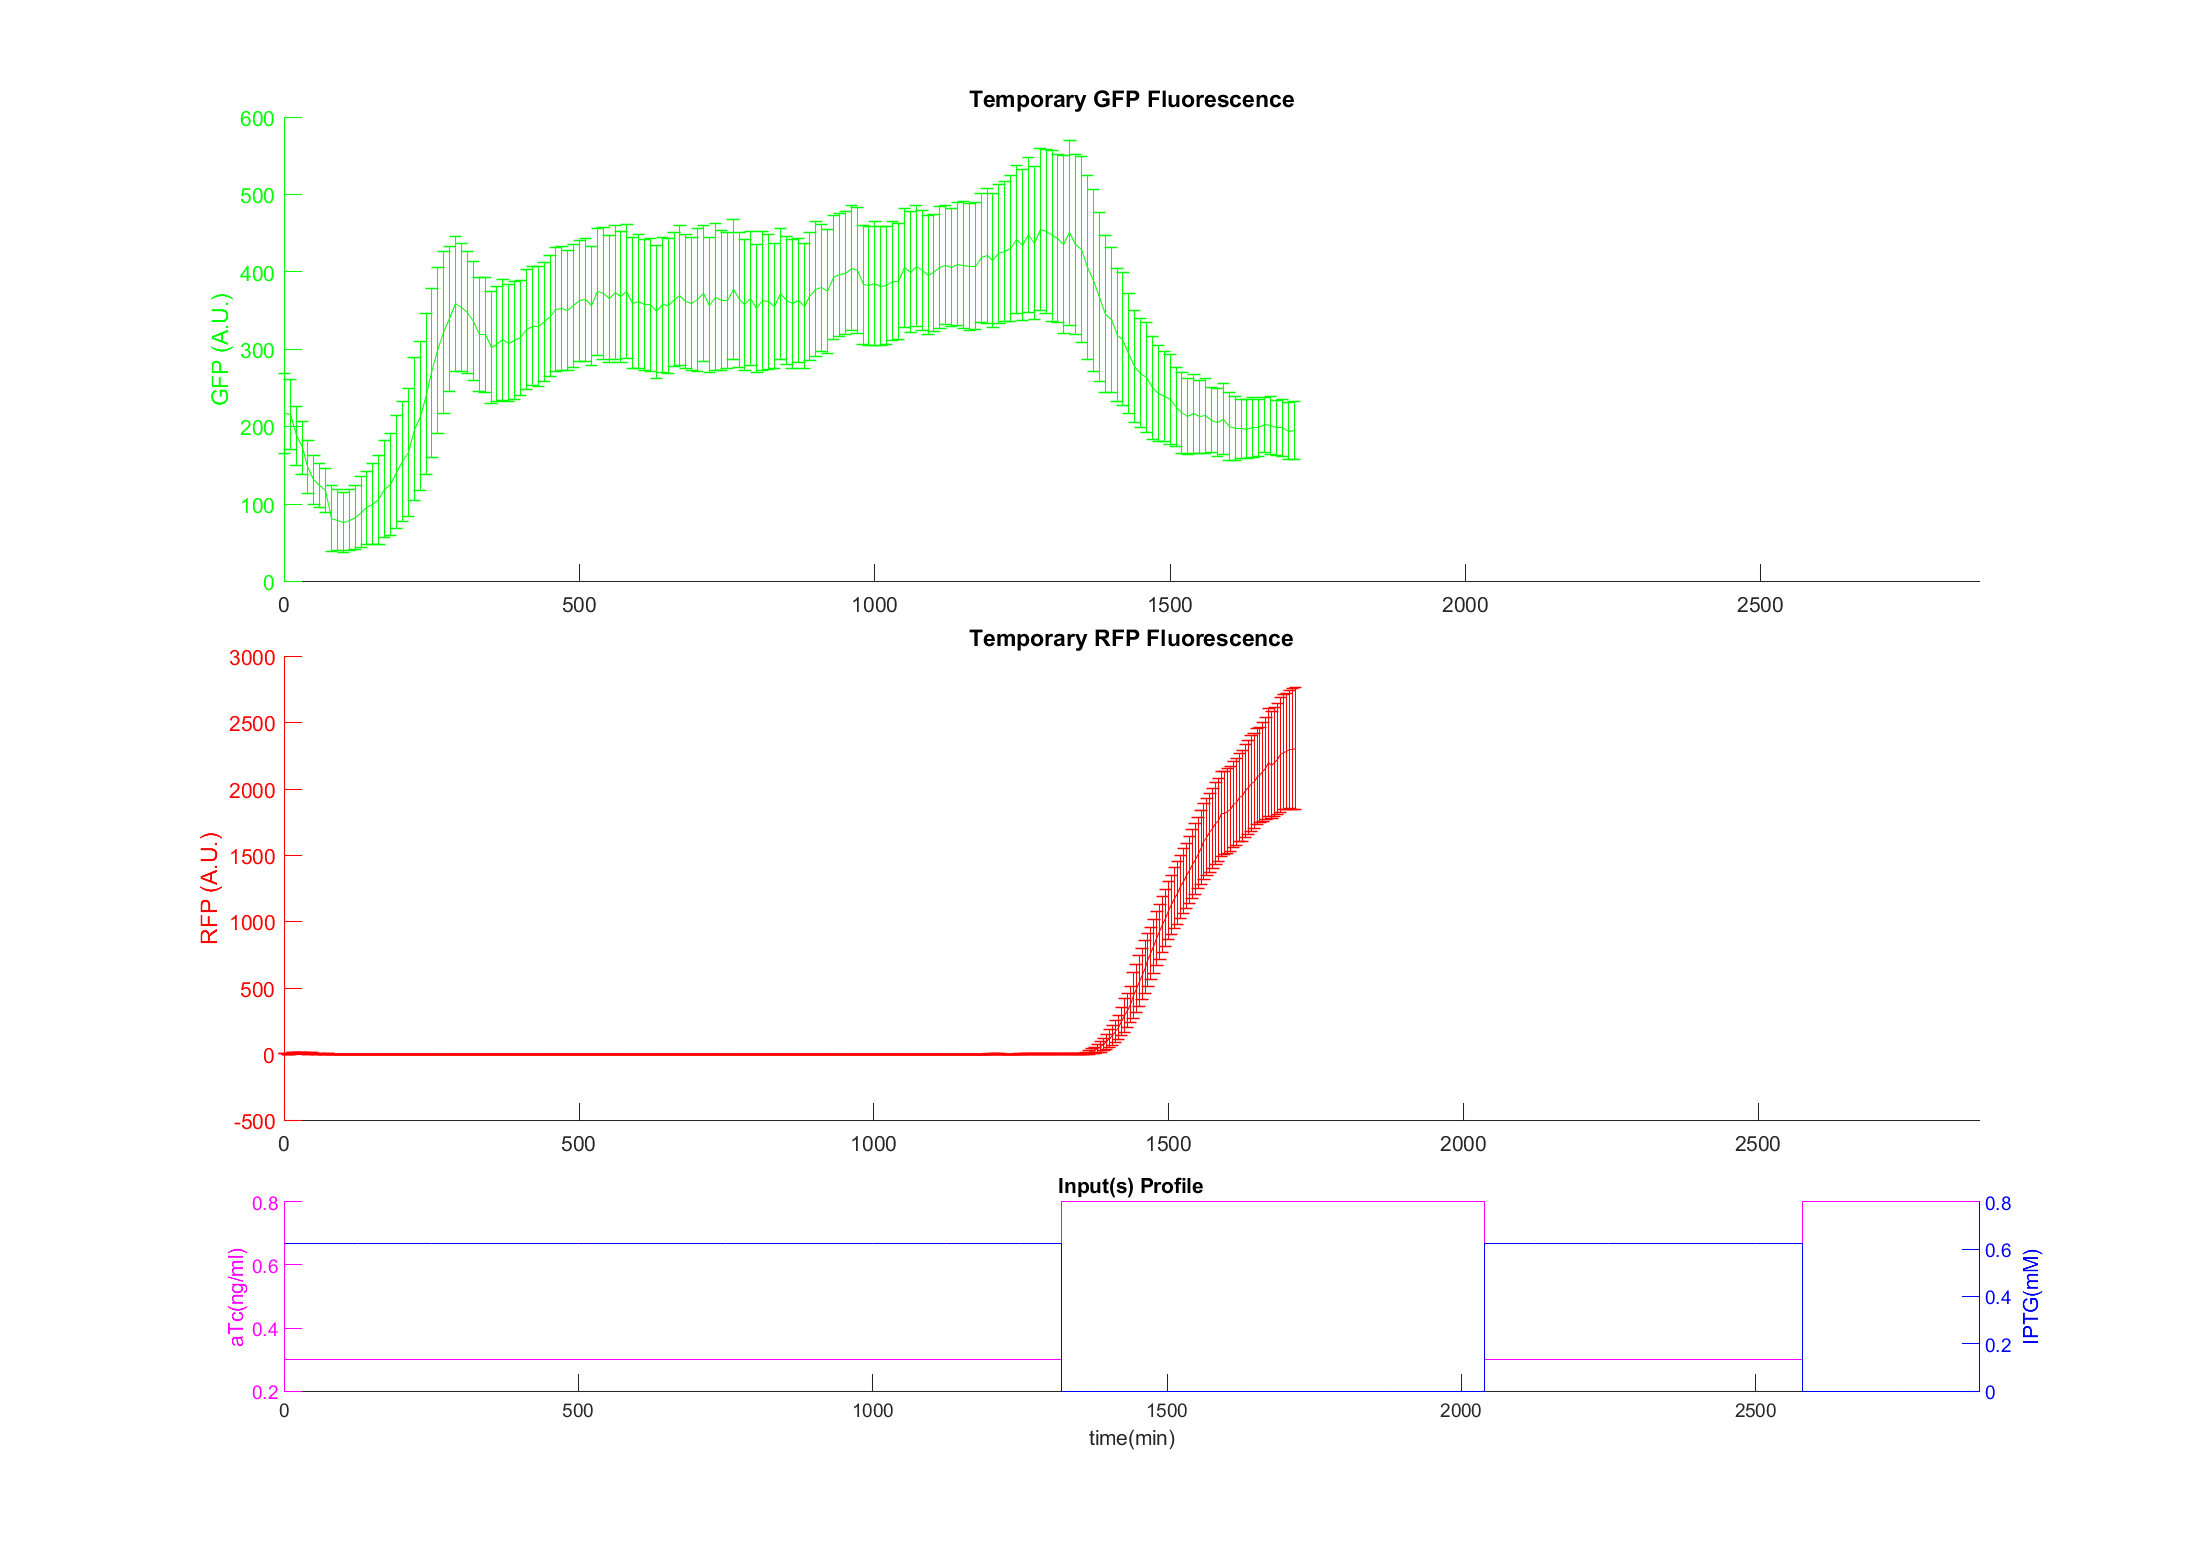 Temporary GFP Fluorescence
600
500
400
300
200
100
0
GFP (A.U.)
0 500 1000 1500 2000 2500
Temporary RFP Fluorescence
3000
2500
2000
1500
1000
500
0
-500
RFP (A.U.)
0 500 1000 1500 2000 2500
Input(s) Profile
0.8
0.6
0.4
0.2
aTc(ng/ml)
0.8
0.6
0.4
0.2
0
IPTG(mM)
0 500 1000 1500 2000 2500
time(min)